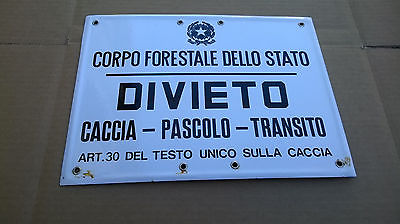 CORPO FORESTALE DELLO STATO
DIVIETO
CACCIA - PASCOLO - TRANSITO
ART.30 DEL TESTO UNICO SULLA CACCIA